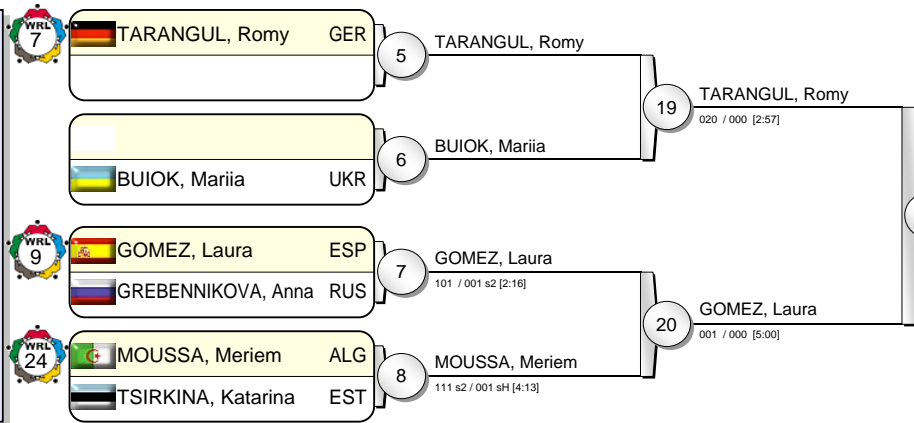 WRL
7
TARANGUL, Romy GER
5
TARANGUL, Romy
19
TARANGUL, Romy
020 / 000 [2:57]
6
BUIOK, Mariia
BUIOK, Mariia UKR
WRL
9
GOMEZ, Laura ESP
7
GOMEZ, Laura
101 / 001 s2 [2:16]
GREBENNIKOVA, Anna RUS
20
GOMEZ, Laura
001 / 000 [5:00]
WRL
24
MOUSSA, Meriem ALG
8
MOUSSA, Meriem
111 s2 / 001 sH [4:13]
TSIRKINA, Katarina EST